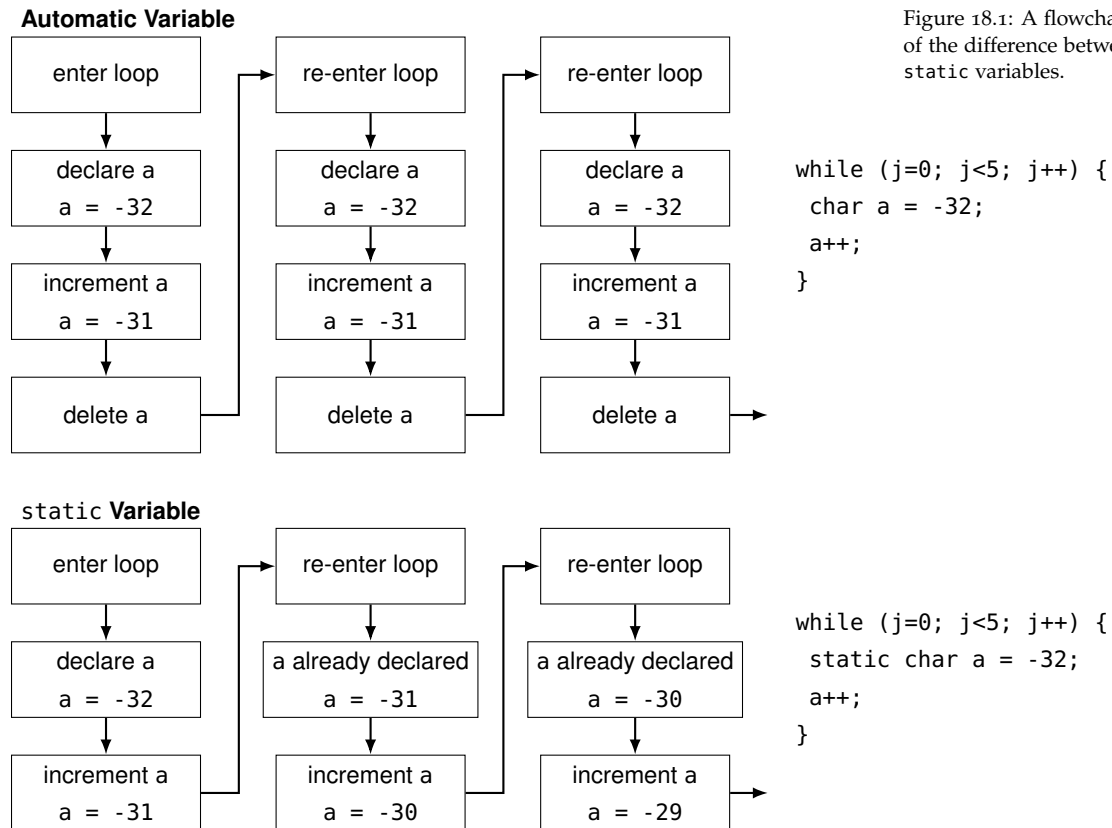 Automatic Variable
enter loop
declare a
a = -32
increment a
a = -31
delete a
re-enter loop
declare a
a = -32
increment a
a = -31
delete a
re-enter loop
declare a
a = -32
increment a
a = -31
delete a
Figure 18.1: A flowcha
of the difference betwe
static variables.
while (j=0; j<5; j++) {
char a = -32;
a++;
}
static Variable
enter loop
declare a
a = -32
increment a
a = -31
re-enter loop
a already declared
a = -31
increment a
a = -30
re-enter loop
a already declared
a = -30
increment a
a = -29
while (j=0; j<5; j++) {
static char a = -32;
a++;
}